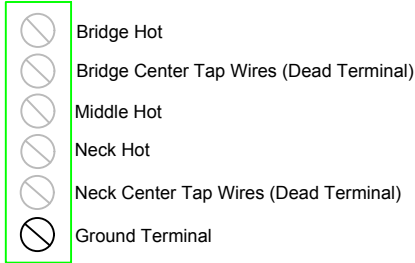 Bridge Hot
Bridge Center Tap Wires (Dead Terminal)
Middle Hot
Neck Hot
Neck Center Tap Wires (Dead Terminal)
Ground Terminal